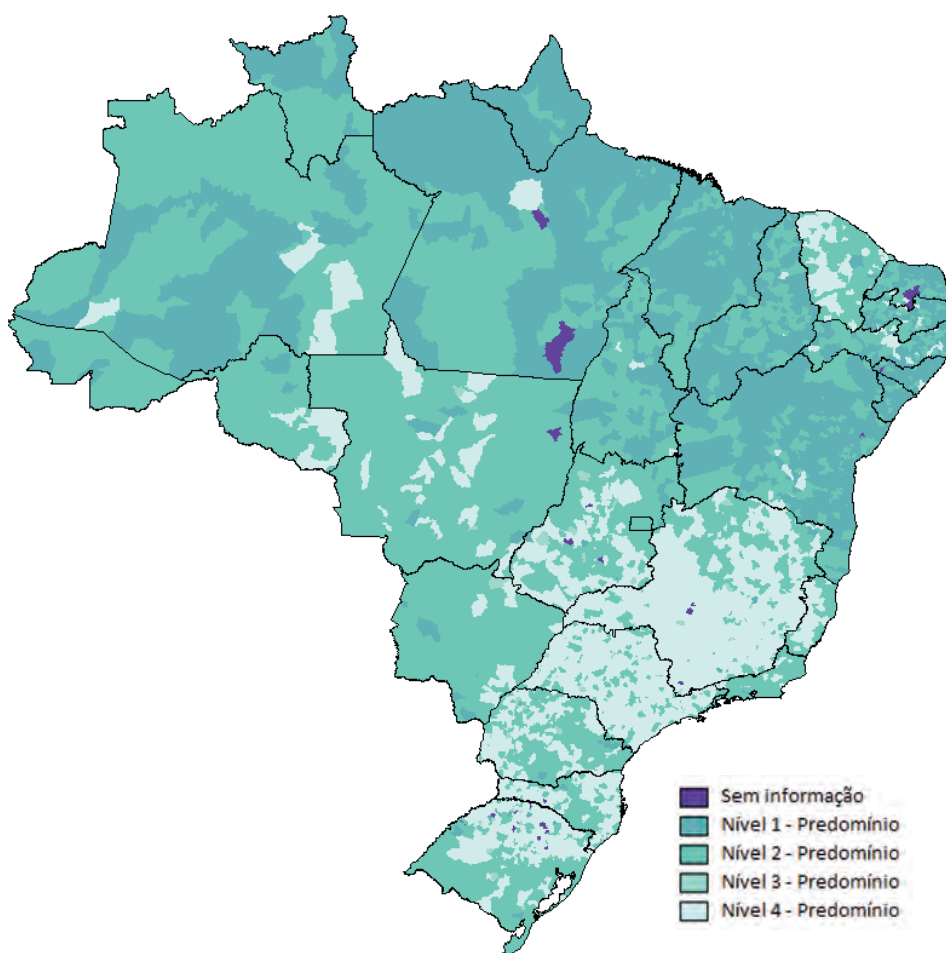 Sem informação
Nível 1 - Predomínio
Nível 2 - Predomínio
Nível 3 - Predomínio
Nível 4 - Predomínio